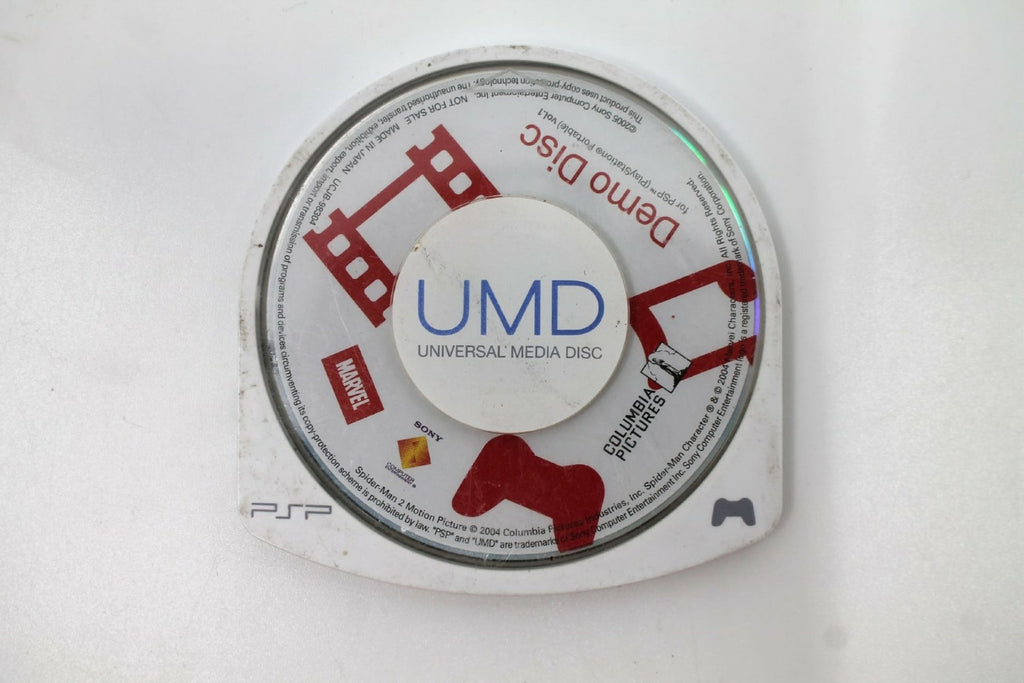 UMD
UNIVERSAL MEDIA DISC
Demo Disc
for PSP™ (PlayStation® Portable) Vol.1
©2005 Sony Computer Entertainment Inc.
NOT FOR SALE MADE IN JAPAN UCJB-98304
MARVEL
SONY
COMPUTER
COLUMBIA
PICTURES
Spider-Man 2 Motion Picture © 2004 Columbia Pictures Industries, Inc. Spider-Man Character ® & © 2004 Marvel Characters, Inc. All Rights Reserved.
This product uses copy-protection technology. The unauthorised transfer, exhibition, export, import or transmission of programs and devices circumventing its copy-protection scheme is prohibited by law. "PSP" and "UMD" are trademarks of Sony Computer Entertainment Inc. Sony Computer Entertainment Inc. is a registered trademark of Sony Corporation.
PSP